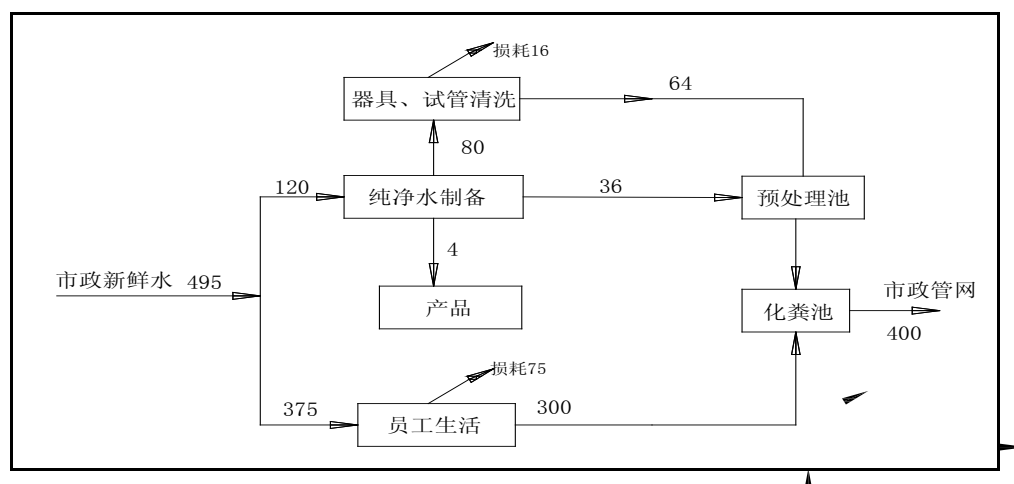 损耗16
器具、试管清洗
64
80
120
纯净水制备
36
预处理池
4
市政新鲜水 495
产品
化粪池
市政管网
400
损耗75
375
员工生活
300